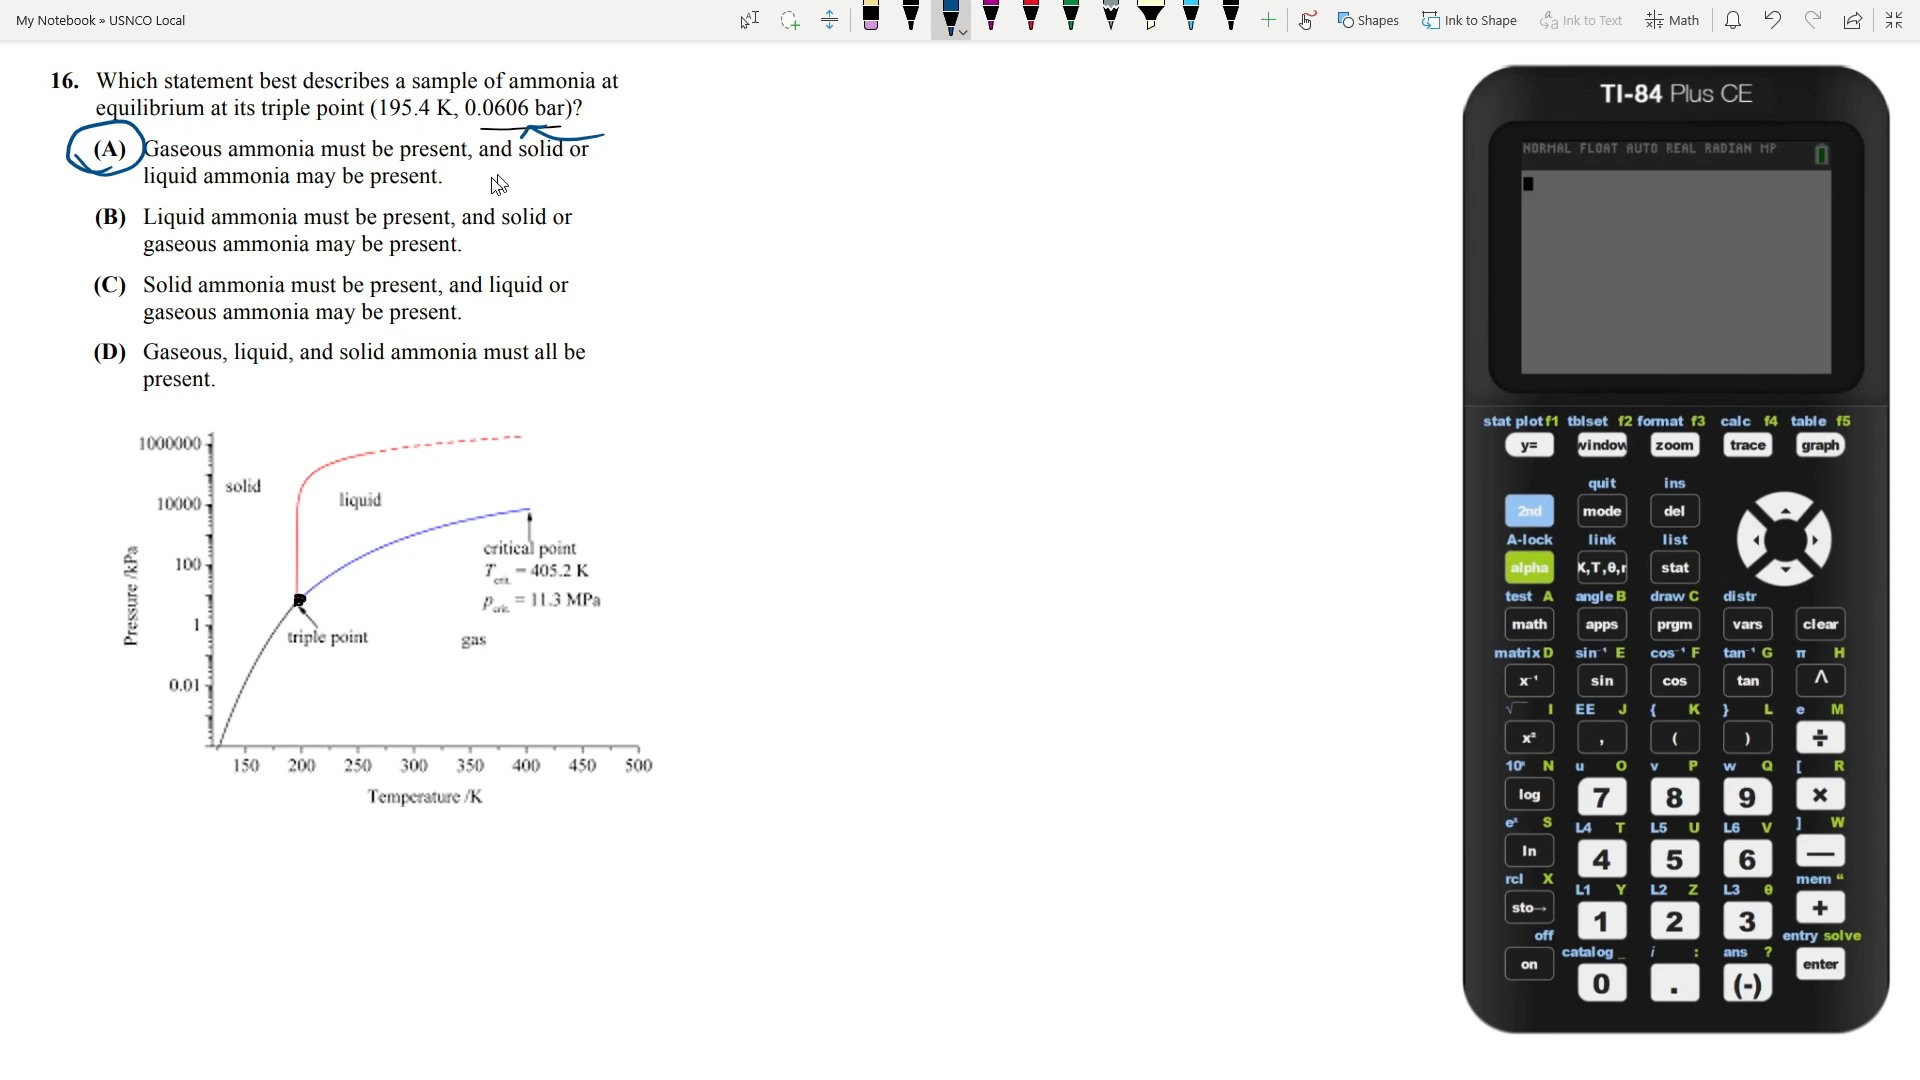 My Notebook » USNCO Local
Shapes
Ink to Shape
Ink to Text
Math
16. Which statement best describes a sample of ammonia at
equilibrium at its triple point (195.4 K, 0.0606 bar)?
(A) Gaseous ammonia must be present, and solid or
liquid ammonia may be present.
(B) Liquid ammonia must be present, and solid or
gaseous ammonia may be present.
(C) Solid ammonia must be present, and liquid or
gaseous ammonia may be present.
(D) Gaseous, liquid, and solid ammonia must all be
present.
1000000
10000
100
1
0.01
Pressure /kPa
solid
liquid
critical point
T crit. = 405.2 K
p crit. = 11.3 MPa
triple point
gas
150 200 250 300 350 400 450 500
Temperature /K
TI-84 Plus CE
NORMAL FLOAT AUTO REAL RADIAN MP
stat plot f1 tblset f2 format f3 calc f4 table f5
y= window zoom trace graph
quit ins
2nd mode del
A-lock link list
alpha X,T,θ,n stat
test A angle B draw C distr
math apps prgm vars clear
matrix D sin⁻¹ E cos⁻¹ F tan⁻¹ G π H
x⁻¹ sin cos tan ^
√ I EE J { K } L e M
x² , ( ) ÷
10ˣ N u O v P w Q [ R
log 7 8 9 ×
eˣ S L4 T L5 U L6 V ] W
ln 4 5 6 —
rcl X L1 Y L2 Z L3 θ mem "
sto→ 1 2 3 +
off catalog _ i : ans ? entry solve
on 0 . (-) enter